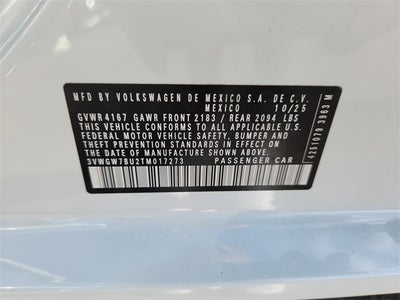 MFD BY VOLKSWAGEN DE MEXICO S.A. DE C.V.
MEXICO 10/25
GVWR 4167 GAWR FRONT 2183 / REAR 2094 LBS
THIS VEHICLE CONFORMS TO ALL APPLICABLE
FEDERAL MOTOR VEHICLE SAFETY, BUMPER AND
THEFT PREVENTION STANDARDS IN EFFECT ON
THE DATE OF MANUFACTURE SHOWN ABOVE.
3VWGW7BU2TM017273 PASSENGER CAR
4251079 3963 M